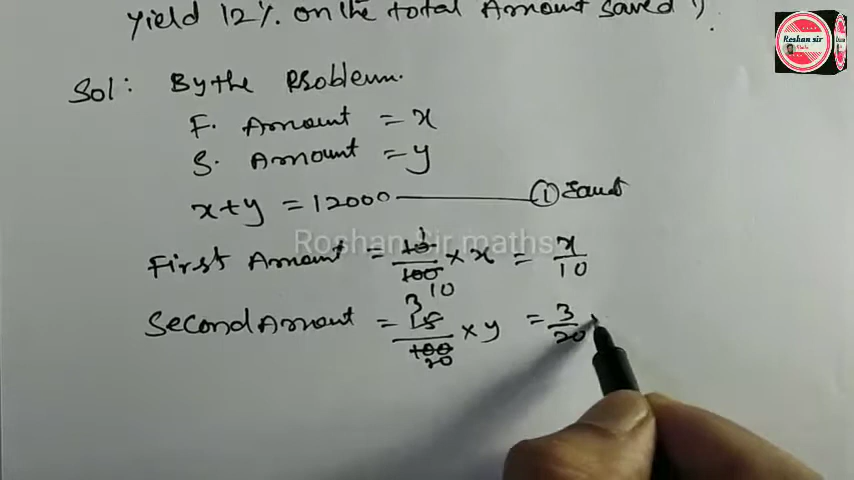 yield 12% on the total Amount saved ?
Roshan sir
Sol: By the Problem.
F. Amount = x
S. Amount = y
x+y = 12000 ——— ①
Roshan Sir maths
First Amount = 10/100 × x = x/10
Second Amount = 15/100 × y = 3/20